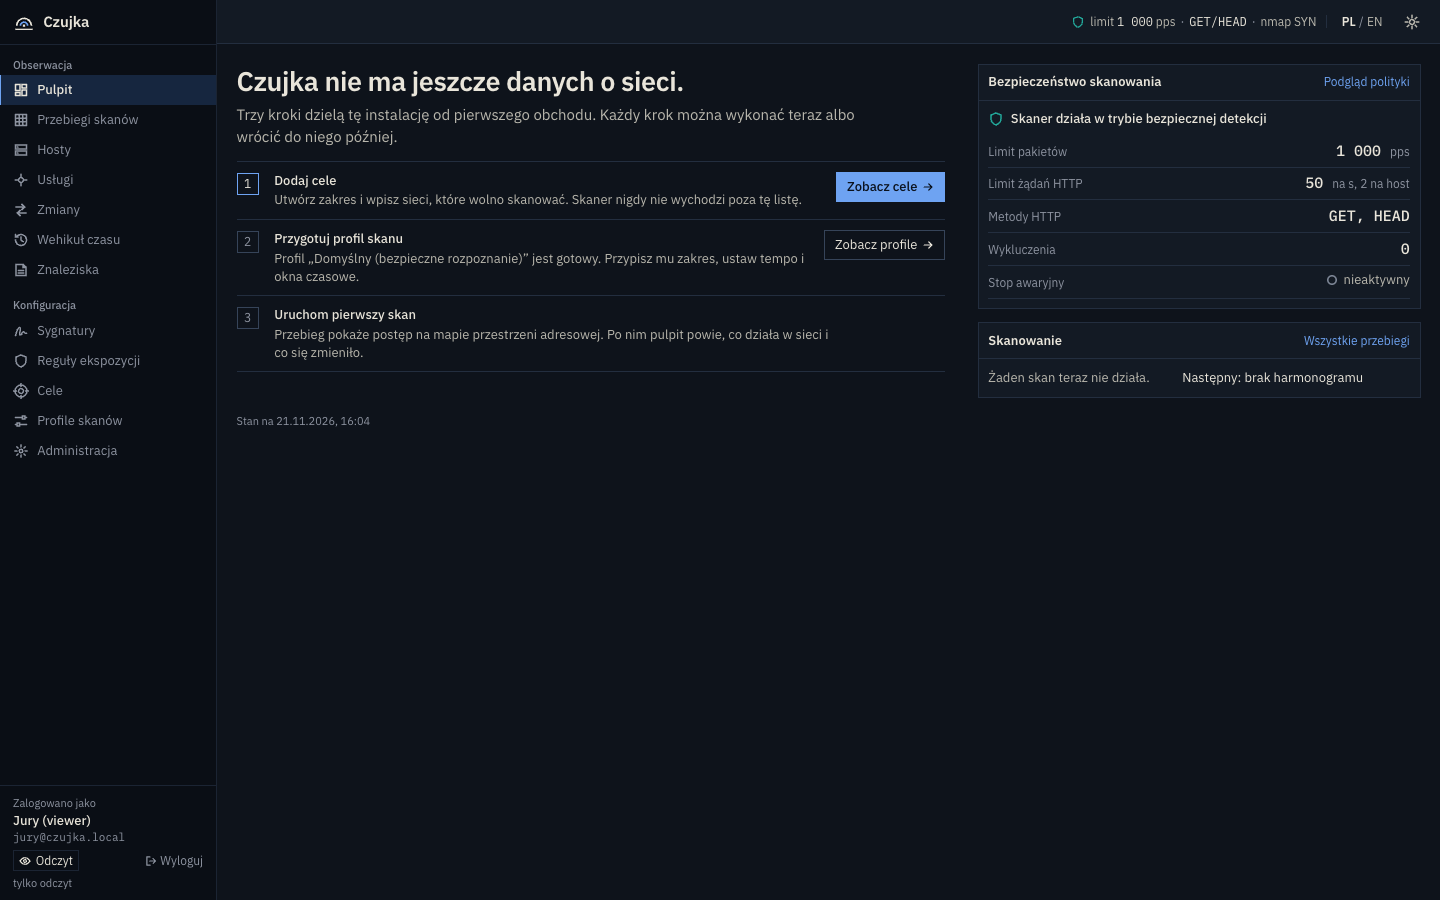 Czujka
limit 1 000 pps · GET/HEAD · nmap SYN
PL / EN
Obserwacja
Pulpit
Przebiegi skanów
Hosty
Usługi
Zmiany
Wehikuł czasu
Znaleziska
Konfiguracja
Sygnatury
Reguły ekspozycji
Cele
Profile skanów
Administracja
Zalogowano jako
Jury (viewer)
jury@czujka.local
Odczyt
Wyloguj
tylko odczyt
Czujka nie ma jeszcze danych o sieci.
Trzy kroki dzielą tę instalację od pierwszego obchodu. Każdy krok można wykonać teraz albo
wrócić do niego później.
1
Dodaj cele
Utwórz zakres i wpisz sieci, które wolno skanować. Skaner nigdy nie wychodzi poza tę listę.
Zobacz cele →
2
Przygotuj profil skanu
Profil „Domyślny (bezpieczne rozpoznanie)” jest gotowy. Przypisz mu zakres, ustaw tempo i
okna czasowe.
Zobacz profile →
3
Uruchom pierwszy skan
Przebieg pokaże postęp na mapie przestrzeni adresowej. Po nim pulpit powie, co działa w sieci i
co się zmieniło.
Stan na 21.11.2026, 16:04
Bezpieczeństwo skanowania
Podgląd polityki
Skaner działa w trybie bezpiecznej detekcji
Limit pakietów 1 000 pps
Limit żądań HTTP 50 na s, 2 na host
Metody HTTP GET, HEAD
Wykluczenia 0
Stop awaryjny nieaktywny
Skanowanie
Wszystkie przebiegi
Żaden skan teraz nie działa.
Następny: brak harmonogramu